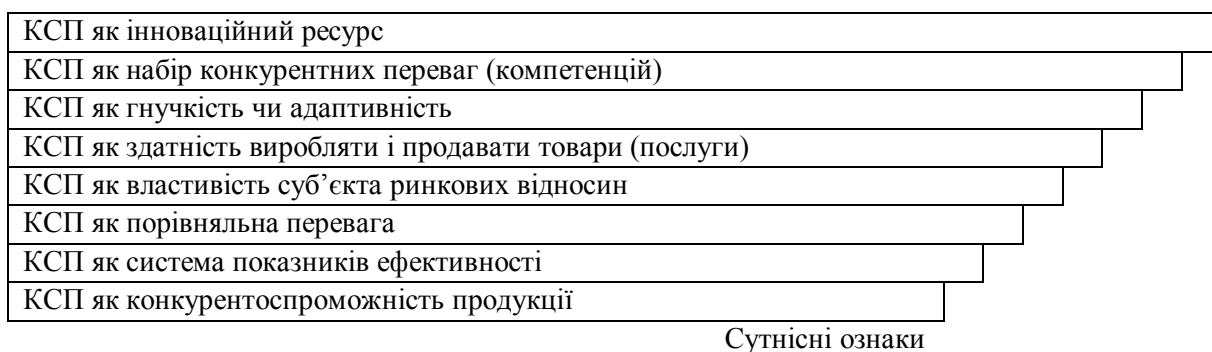 КСП як інноваційний ресурс
КСП як набір конкурентних переваг (компетенцій)
КСП як гнучкість чи адаптивність
КСП як здатність виробляти і продавати товари (послуги)
КСП як властивість суб’єкта ринкових відносин
КСП як порівняльна перевага
КСП як система показників ефективності
КСП як конкурентоспроможність продукції
Сутнісні ознаки